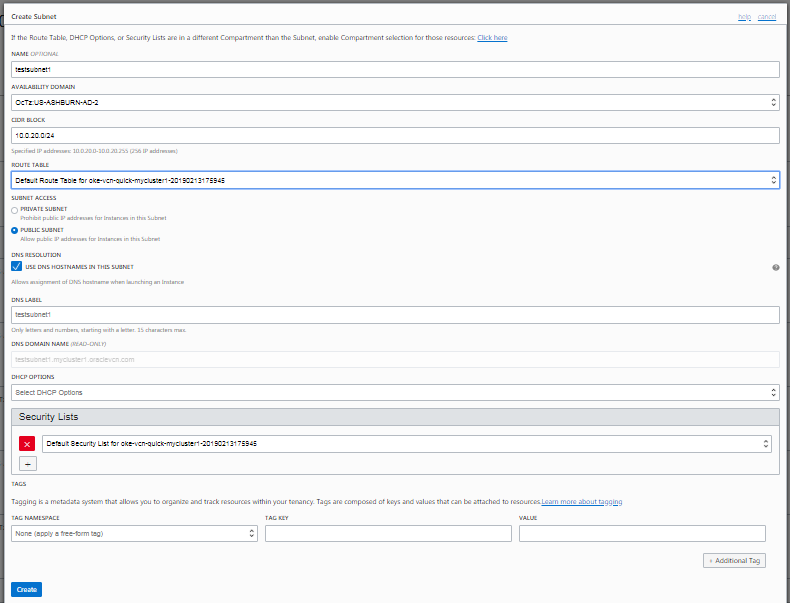 Create Subnet help cancel
If the Route Table, DHCP Options, or Security Lists are in a different Compartment than the Subnet, enable Compartment selection for those resources: Click here
NAME OPTIONAL
testsubnet1
AVAILABILITY DOMAIN
OcTz:US-ASHBURN-AD-2
CIDR BLOCK
10.0.20.0/24
Specified IP addresses: 10.0.20.0-10.0.20.255 (256 IP addresses)
ROUTE TABLE
Default Route Table for oke-vcn-quick-mycluster1-20190213175945
SUBNET ACCESS
PRIVATE SUBNET
Prohibit public IP addresses for Instances in this Subnet
PUBLIC SUBNET
Allow public IP addresses for Instances in this Subnet
DNS RESOLUTION
USE DNS HOSTNAMES IN THIS SUBNET
Allows assignment of DNS hostname when launching an Instance
DNS LABEL
testsubnet1
Only letters and numbers, starting with a letter. 15 characters max.
DNS DOMAIN NAME (READ-ONLY)
testsubnet1.mycluster1.oraclevcn.com
DHCP OPTIONS
Select DHCP Options
Security Lists
Default Security List for oke-vcn-quick-mycluster1-20190213175945
+
TAGS
Tagging is a metadata system that allows you to organize and track resources within your tenancy. Tags are composed of keys and values that can be attached to resources.Learn more about tagging
TAG NAMESPACE TAG KEY VALUE
None (apply a free-form tag)
+ Additional Tag
Create